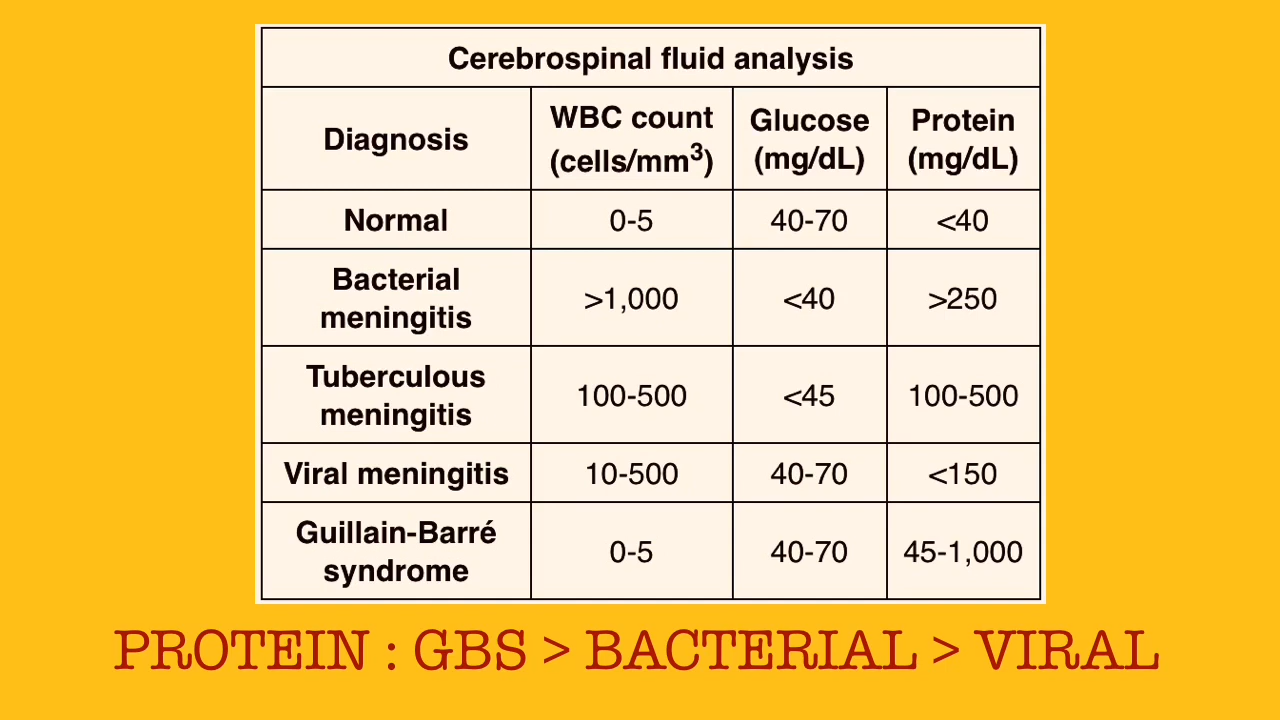 Cerebrospinal fluid analysis
Diagnosis
WBC count
(cells/mm³)
Glucose
(mg/dL)
Protein
(mg/dL)
Normal
0-5
40-70
<40
Bacterial
meningitis
>1,000
<40
>250
Tuberculous
meningitis
100-500
<45
100-500
Viral meningitis
10-500
40-70
<150
Guillain-Barré
syndrome
0-5
40-70
45-1,000
PROTEIN : GBS > BACTERIAL > VIRAL